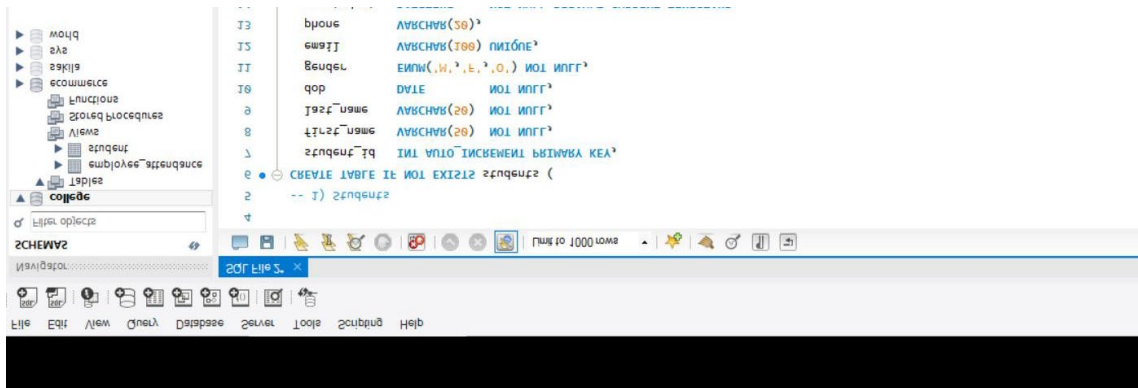 File Edit View Query Database Server Tools Scripting Help
Navigator
SQL File 2*
SCHEMAS
Limit to 1000 rows
Filter objects
college
Tables
employee_attendance
student
Views
Stored Procedures
Functions
ecommerce
sakila
sys
world
4
5 -- 1) Students
6 CREATE TABLE IF NOT EXISTS students (
7 student_id INT AUTO_INCREMENT PRIMARY KEY,
8 first_name VARCHAR(50) NOT NULL,
9 last_name VARCHAR(50) NOT NULL,
10 dob DATE NOT NULL,
11 gender ENUM('M','F','O') NOT NULL,
12 email VARCHAR(100) UNIQUE,
13 phone VARCHAR(20),